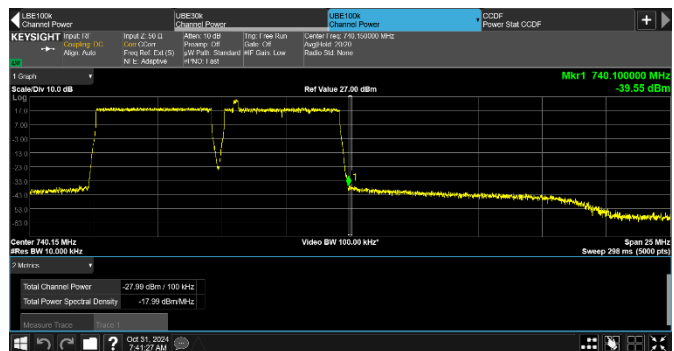 LBE100k
Channel Power
UBE30k
Channel Power
UBE100k
Channel Power
CCDF
Power Stat CCDF
KEYSIGHT
Input: RF
Coupling: DC
Align: Auto
Input Z: 50 Ω
Corr CCorr
Freq Ref: Ext (S)
NFE: Adaptive
Atten: 10 dB
Preamp: Off
µW Path: Standard
#PNO: Fast
Trig: Free Run
Gate: Off
#IF Gain: Low
Center Freq: 740.150000 MHz
Avg|Hold: 20/20
Radio Std: None
1 Graph
Scale/Div 10.0 dB
Ref Value 27.00 dBm
Mkr1 740.100000 MHz
-39.55 dBm
Log
17.0
7.00
-3.00
-13.0
-23.0
-33.0
-43.0
-53.0
-63.0
1
Center 740.15 MHz
#Res BW 10.000 kHz
Video BW 100.00 kHz*
Span 25 MHz
Sweep 298 ms (5000 pts)
2 Metrics
Total Channel Power -27.99 dBm / 100 kHz
Total Power Spectral Density -17.99 dBm/MHz
Measure Trace Trace 1
Oct 31, 2024
7:41:27 AM